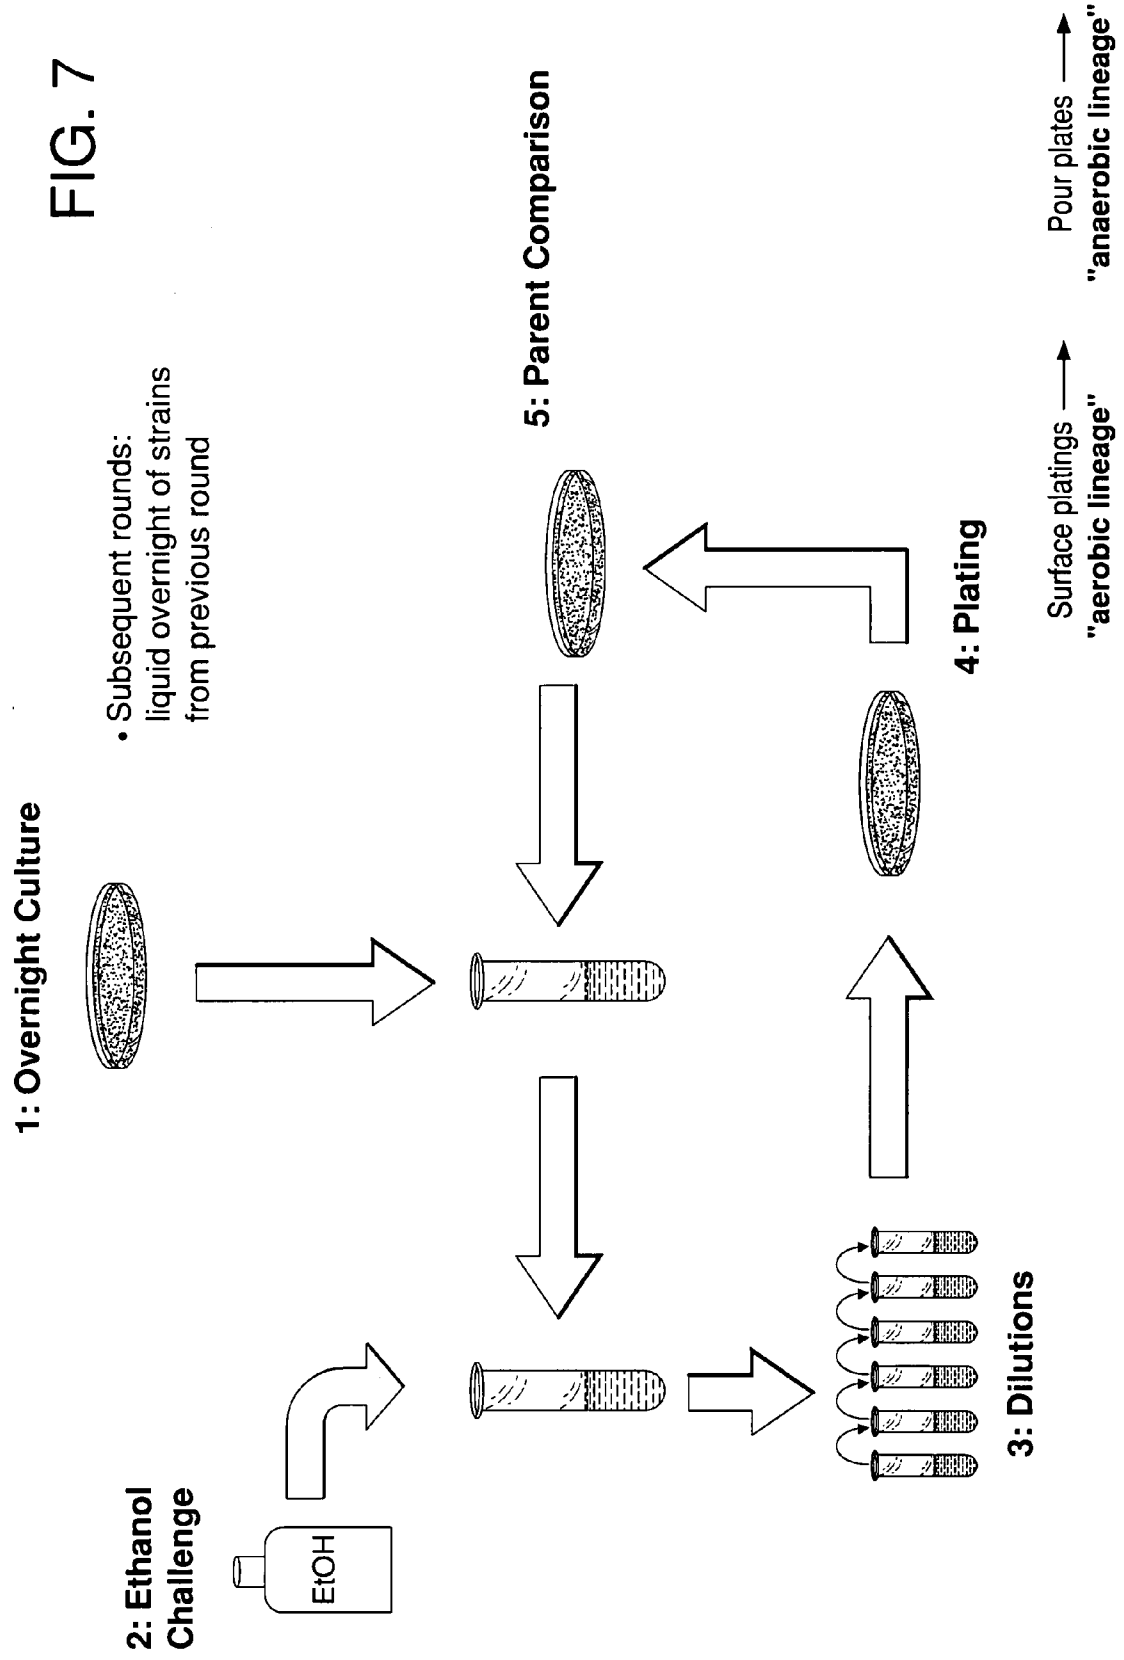 FIG. 7
1: Overnight Culture
• Subsequent rounds:
liquid overnight of strains
from previous round
2: Ethanol
Challenge
EtOH
5: Parent Comparison
3: Dilutions
4: Plating
Surface platings
"aerobic lineage"
Pour plates
"anaerobic lineage"